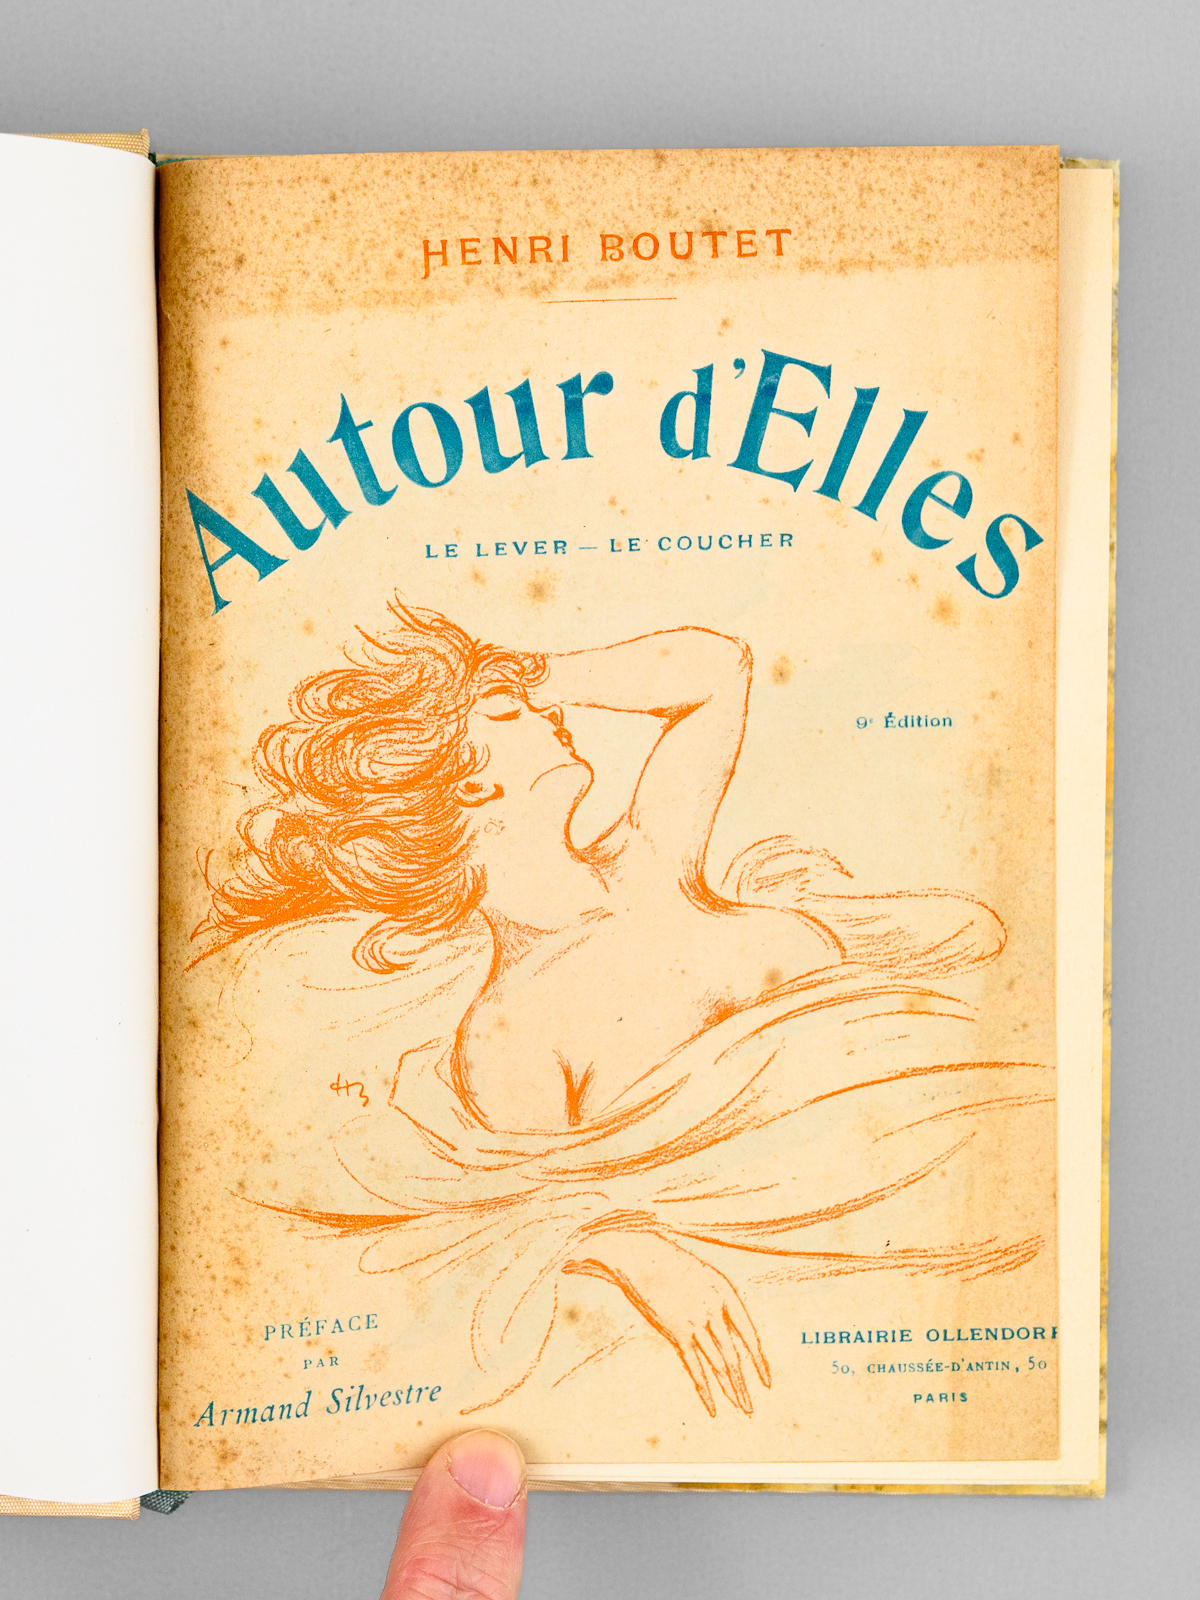 HENRI BOUTET
Autour d'Elles
LE LEVER — LE COUCHER
9e Édition
HB
PRÉFACE
PAR
Armand Silvestre
LIBRAIRIE OLLENDORF
50, CHAUSSÉE-D'ANTIN, 50
PARIS